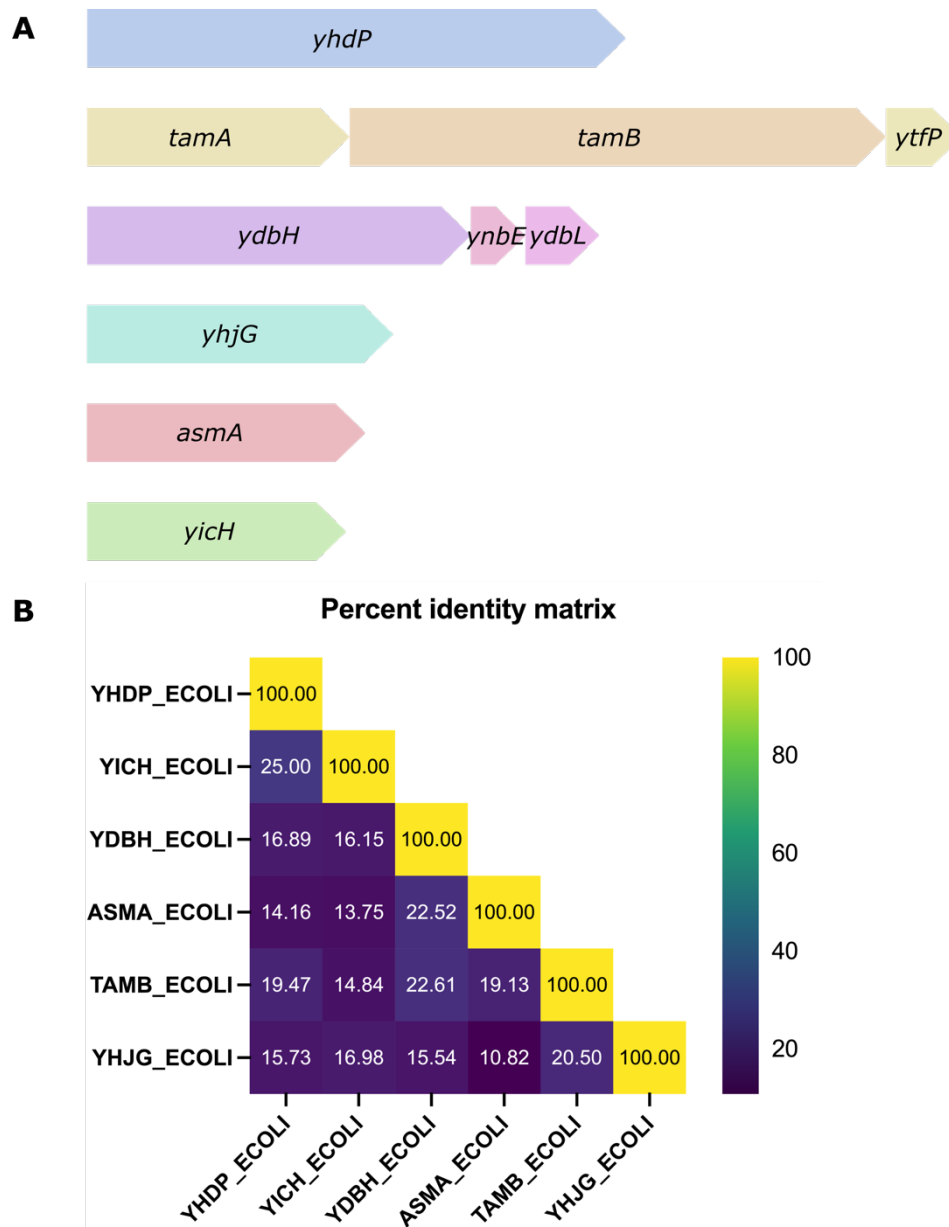 A
yhdP
tamA tamB ytfP
ydbH ynbE ydbL
yhjG
asmA
yicH
B
Percent identity matrix
100
80
60
40
20
YHDP_ECOLI 100.00
YICH_ECOLI 25.00 100.00
YDBH_ECOLI 16.89 16.15 100.00
ASMA_ECOLI 14.16 13.75 22.52 100.00
TAMB_ECOLI 19.47 14.84 22.61 19.13 100.00
YHJG_ECOLI 15.73 16.98 15.54 10.82 20.50 100.00
YHDP_ECOLI
YICH_ECOLI
YDBH_ECOLI
ASMA_ECOLI
TAMB_ECOLI
YHJG_ECOLI